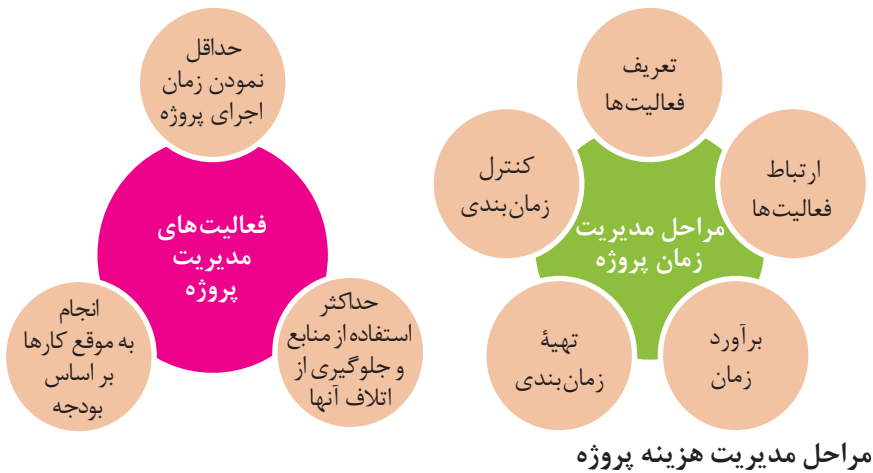 تعریف
فعالیت‌ها
ارتباط
فعالیت‌ها
برآورد
زمان
تهیهٔ
زمان‌بندی
کنترل
زمان‌بندی
مراحل مدیریت
زمان پروژه
حداقل
نمودن زمان
اجرای پروژه
حداکثر
استفاده از منابع
و جلوگیری از
اتلاف آنها
انجام
به موقع کارها
بر اساس
بودجه
فعالیت‌های
مدیریت
پروژه
مراحل مدیریت هزینه پروژه